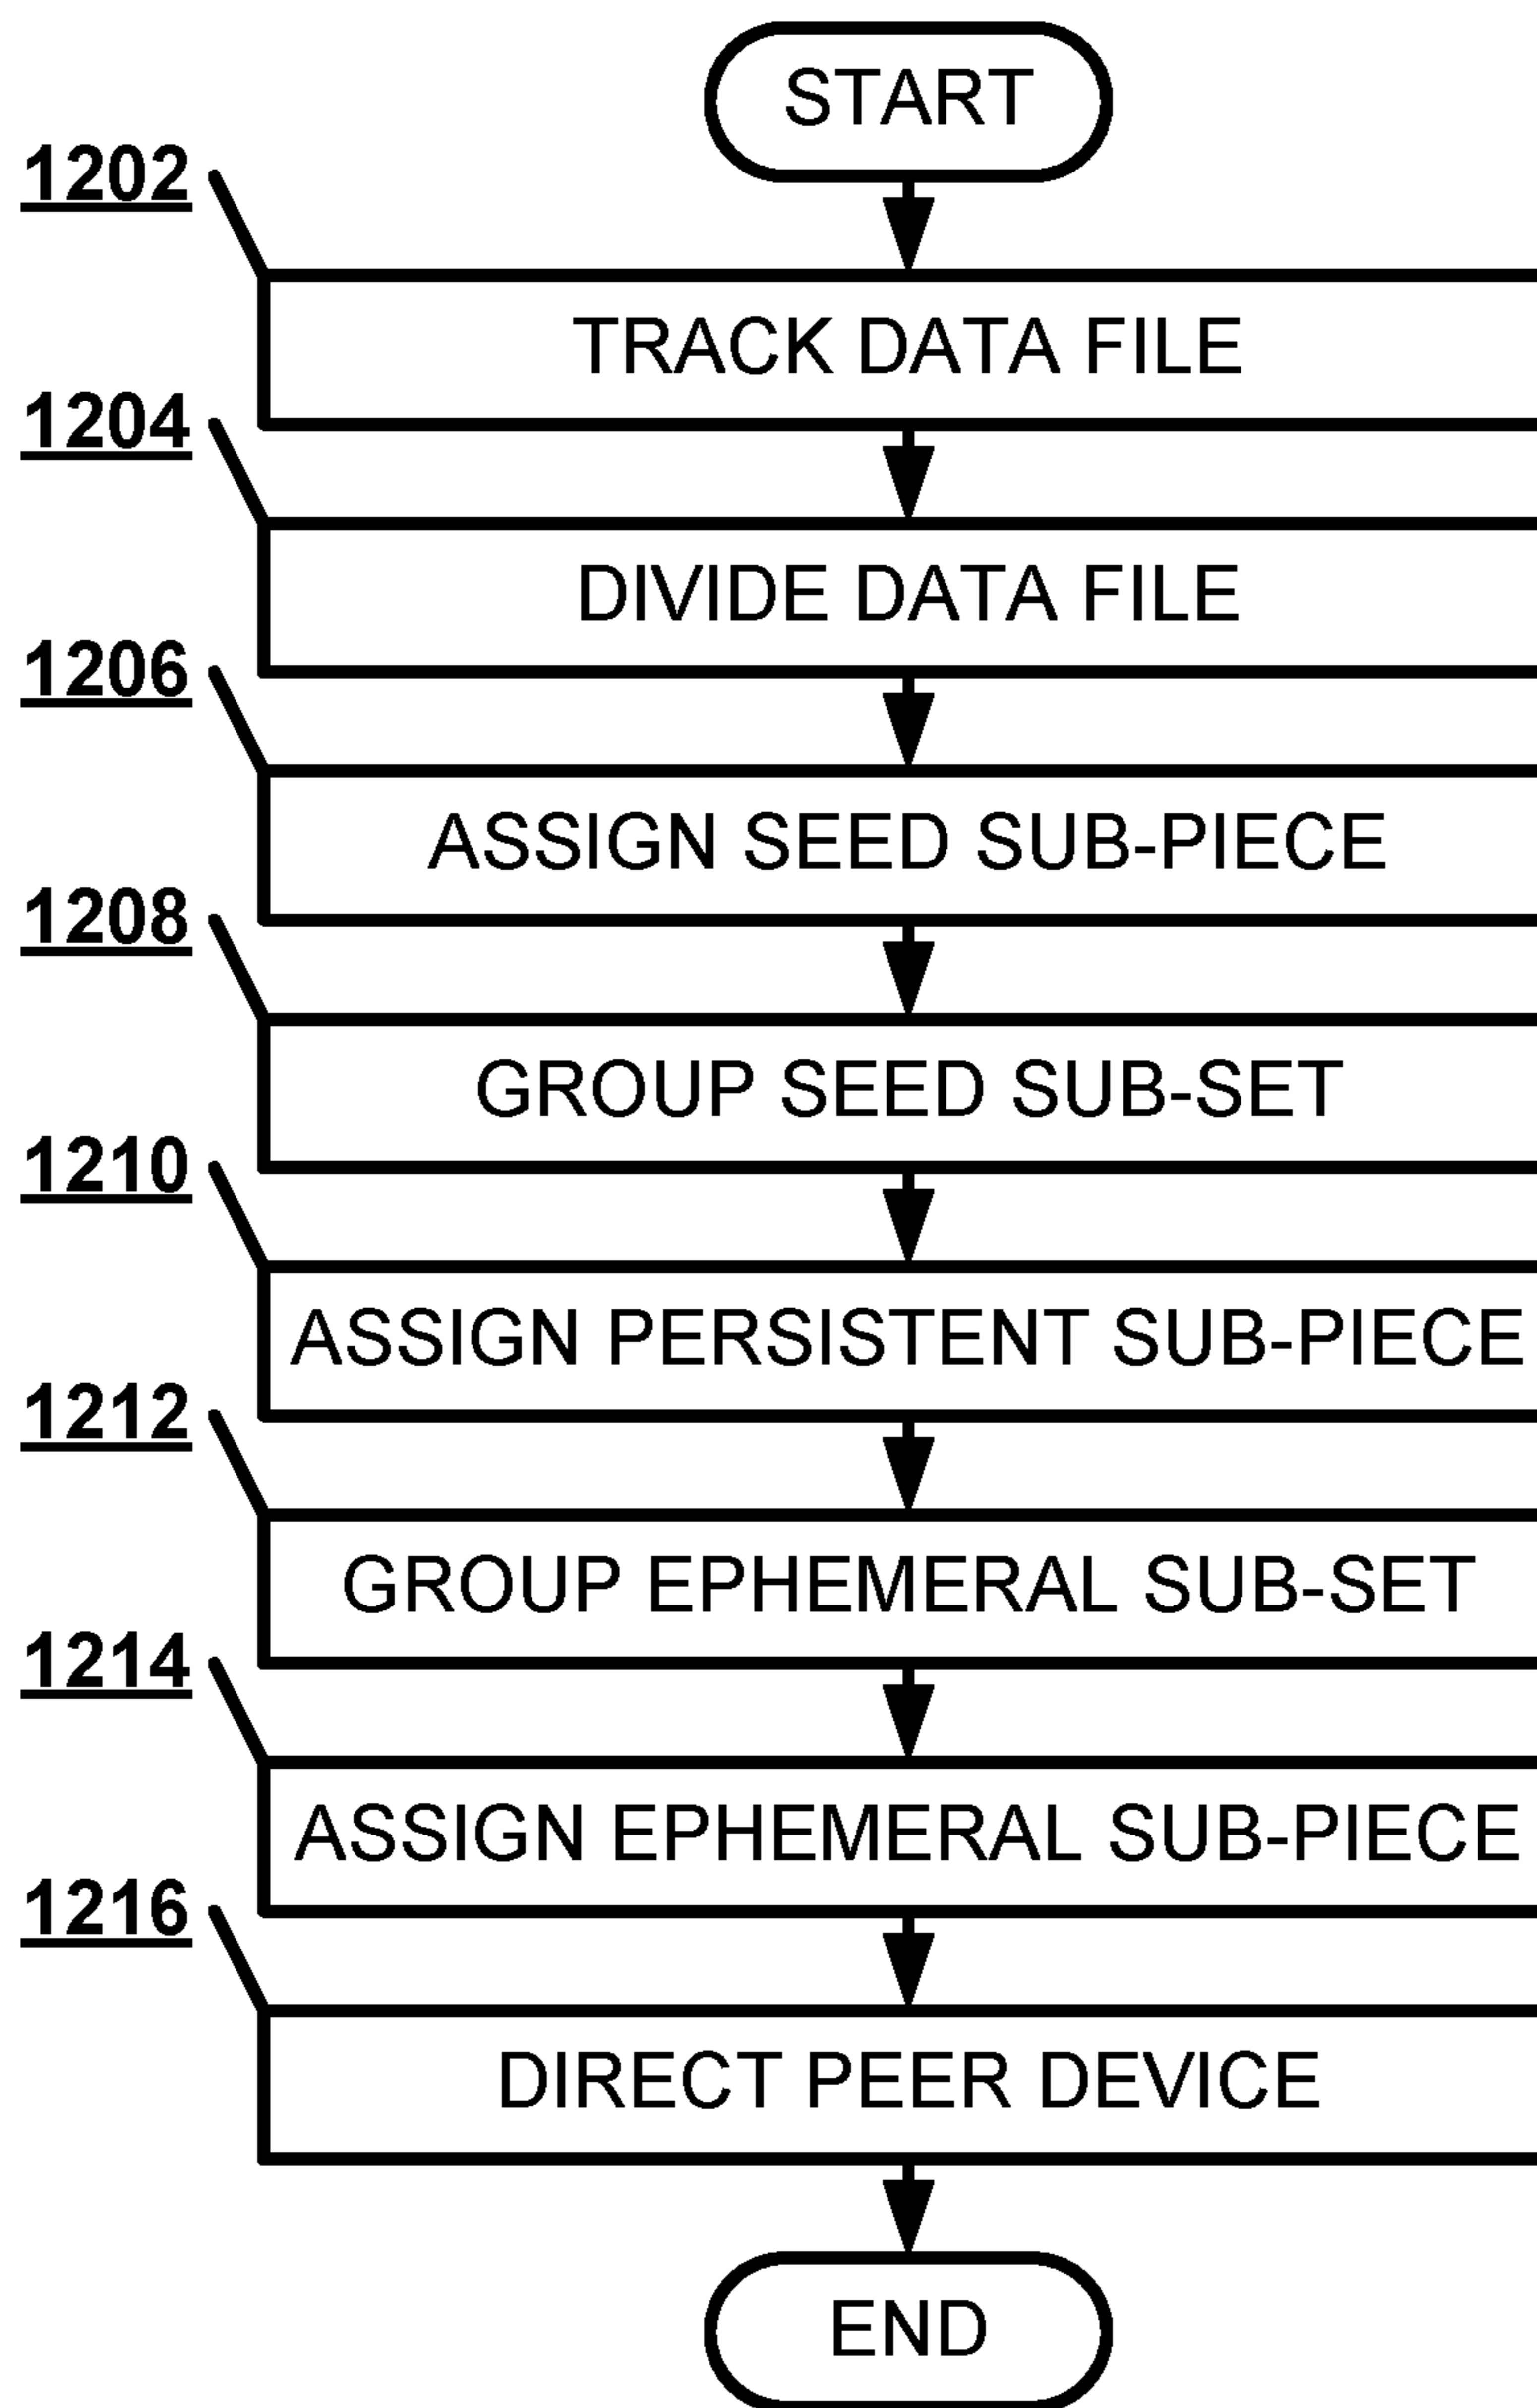 START
1202
TRACK DATA FILE
1204
DIVIDE DATA FILE
1206
ASSIGN SEED SUB-PIECE
1208
GROUP SEED SUB-SET
1210
ASSIGN PERSISTENT SUB-PIECE
1212
GROUP EPHEMERAL SUB-SET
1214
ASSIGN EPHEMERAL SUB-PIECE
1216
DIRECT PEER DEVICE
END